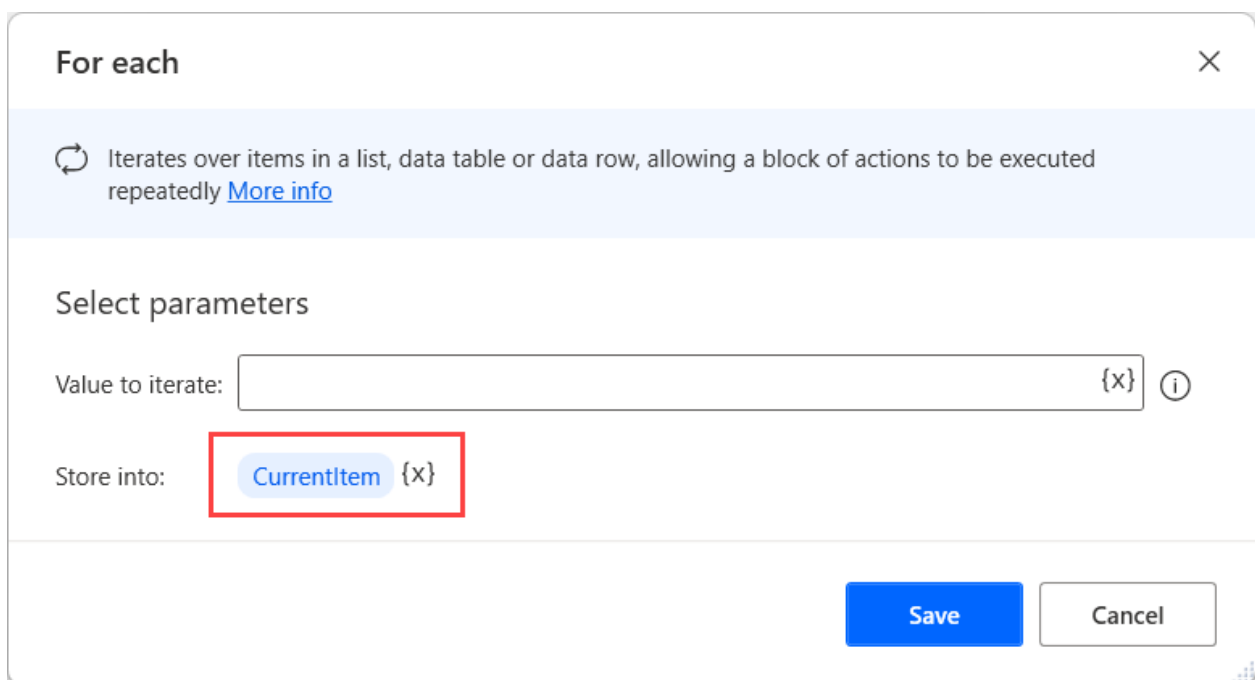 For each
Iterates over items in a list, data table or data row, allowing a block of actions to be executed
repeatedly More info
Select parameters
Value to iterate: {x}
Store into: CurrentItem {x}
Save Cancel